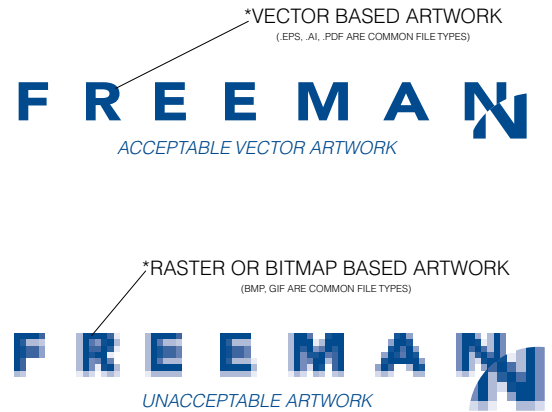 *VECTOR BASED ARTWORK
(.EPS, .AI, .PDF ARE COMMON FILE TYPES)
FREEMAN
ACCEPTABLE VECTOR ARTWORK
*RASTER OR BITMAP BASED ARTWORK
(BMP, GIF ARE COMMON FILE TYPES)
FREEMAN
UNACCEPTABLE ARTWORK